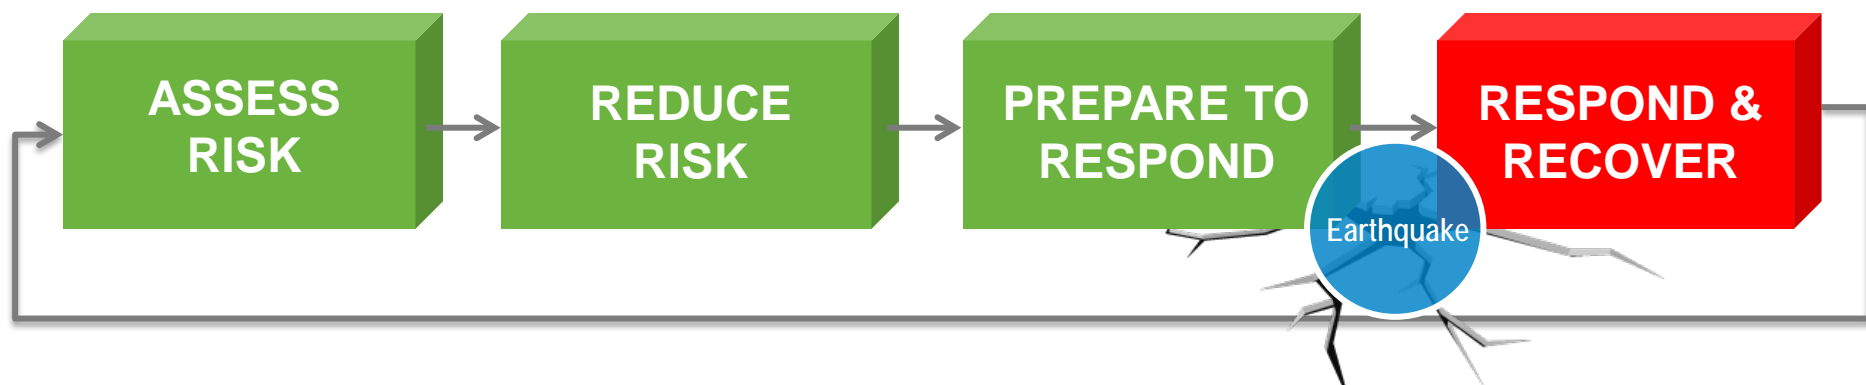 ASSESS
RISK
REDUCE
RISK
PREPARE TO
RESPOND
RESPOND &
RECOVER
Earthquake